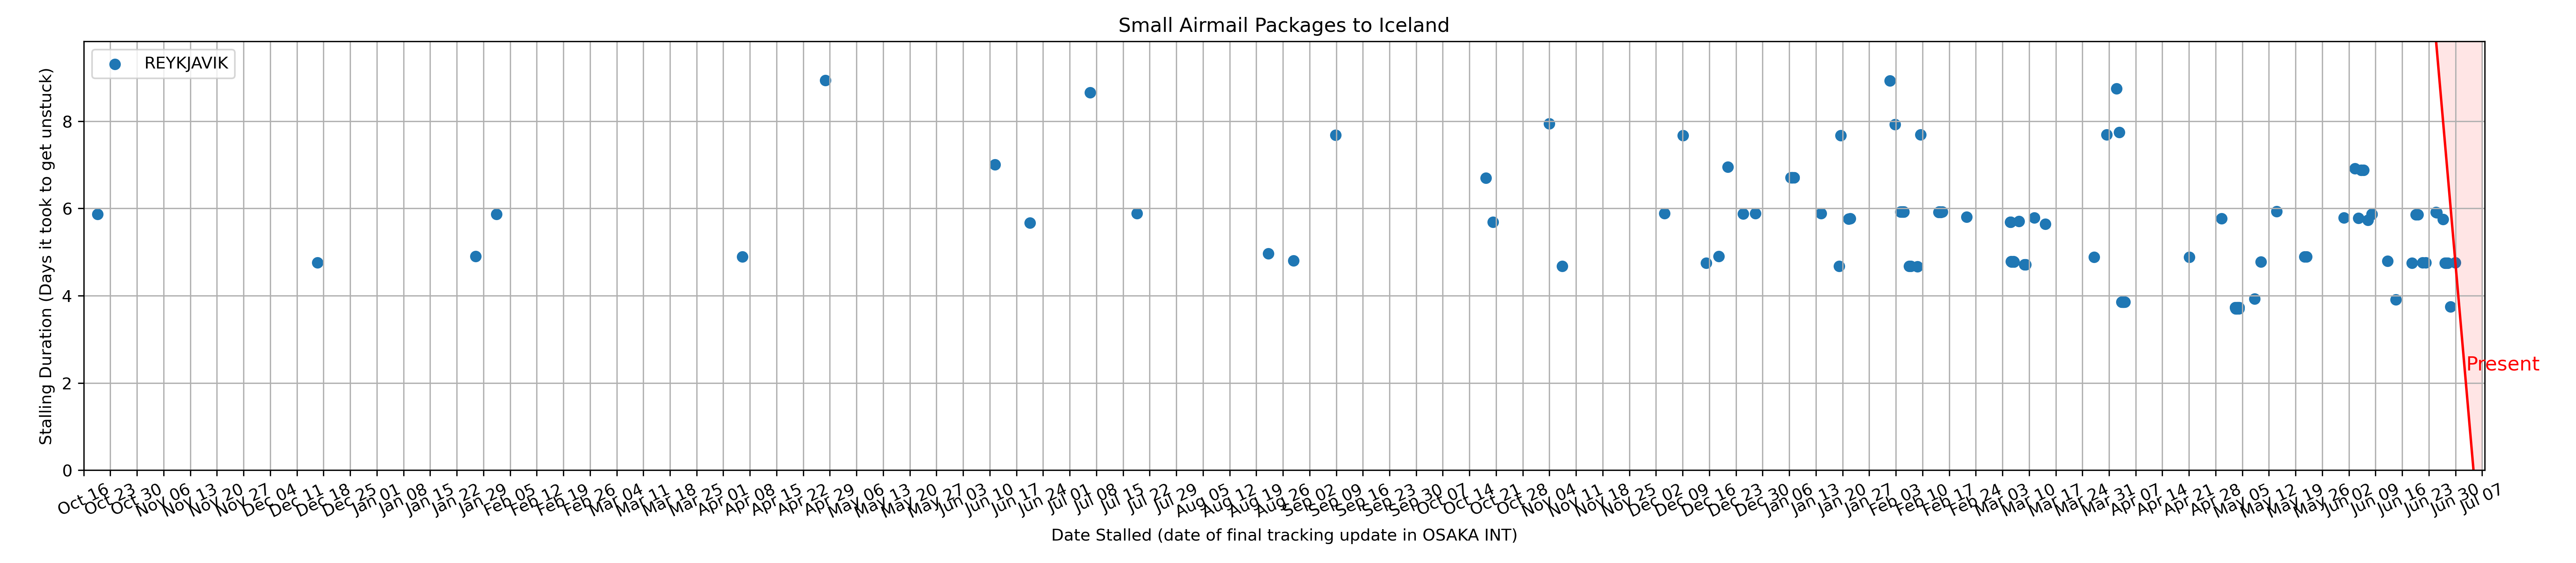 Small Airmail Packages to Iceland
REYKJAVIK
Stalling Duration (Days it took to get unstuck)
8
6
4
2
0
Present
Oct 16 Oct 23 Oct 30 Nov 06 Nov 13 Nov 20 Nov 27 Dec 04 Dec 11 Dec 18 Dec 25 Jan 01 Jan 08 Jan 15 Jan 22 Jan 29 Feb 05 Feb 12 Feb 19 Feb 26 Mar 04 Mar 11 Mar 18 Mar 25 Apr 01 Apr 08 Apr 15 Apr 22 Apr 29 May 06 May 13 May 20 May 27 Jun 03 Jun 10 Jun 17 Jun 24 Jul 01 Jul 08 Jul 15 Jul 22 Jul 29 Aug 05 Aug 12 Aug 19 Aug 26 Sep 02 Sep 09 Sep 16 Sep 23 Sep 30 Oct 07 Oct 14 Oct 21 Oct 28 Nov 04 Nov 11 Nov 18 Nov 25 Dec 02 Dec 09 Dec 16 Dec 23 Dec 30 Jan 06 Jan 13 Jan 20 Jan 27 Feb 03 Feb 10 Feb 17 Feb 24 Mar 03 Mar 10 Mar 17 Mar 24 Mar 31 Apr 07 Apr 14 Apr 21 Apr 28 May 05 May 12 May 19 May 26 Jun 02 Jun 09 Jun 16 Jun 23 Jun 30 Jul 07
Date Stalled (date of final tracking update in OSAKA INT)